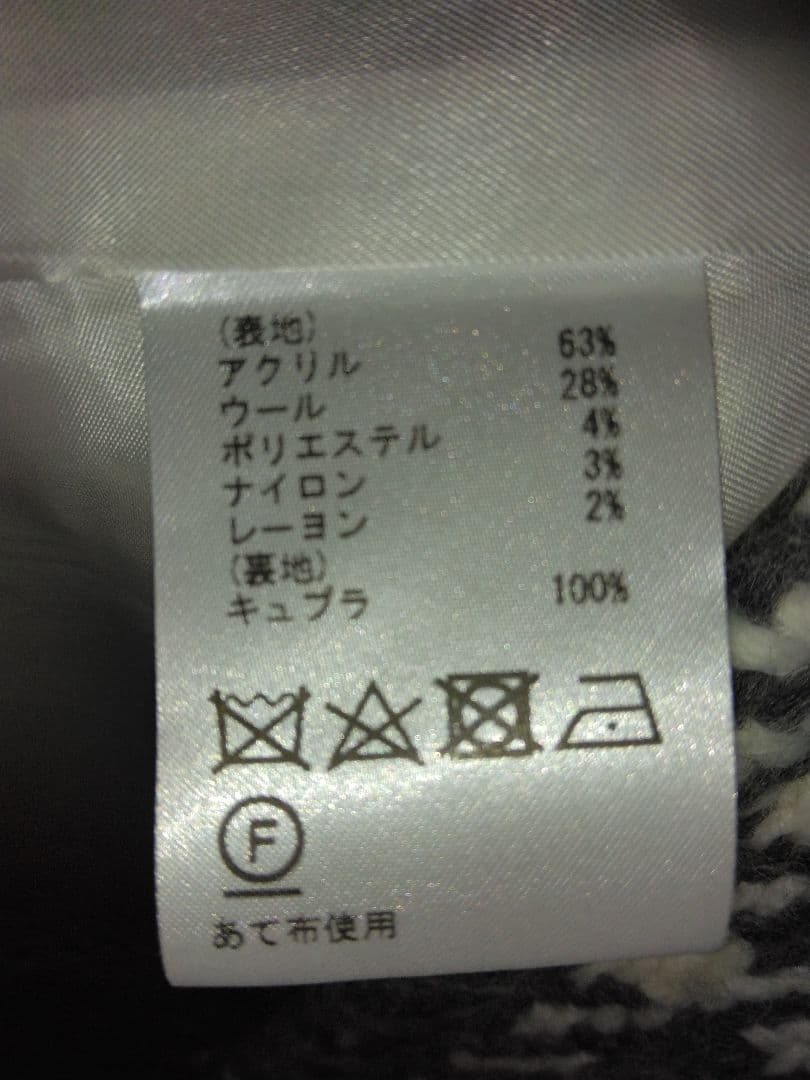 (表地)
アクリル 63%
ウール 28%
ポリエステル 4%
ナイロン 3%
レーヨン 2%
(裏地)
キュプラ 100%
F
あて布使用